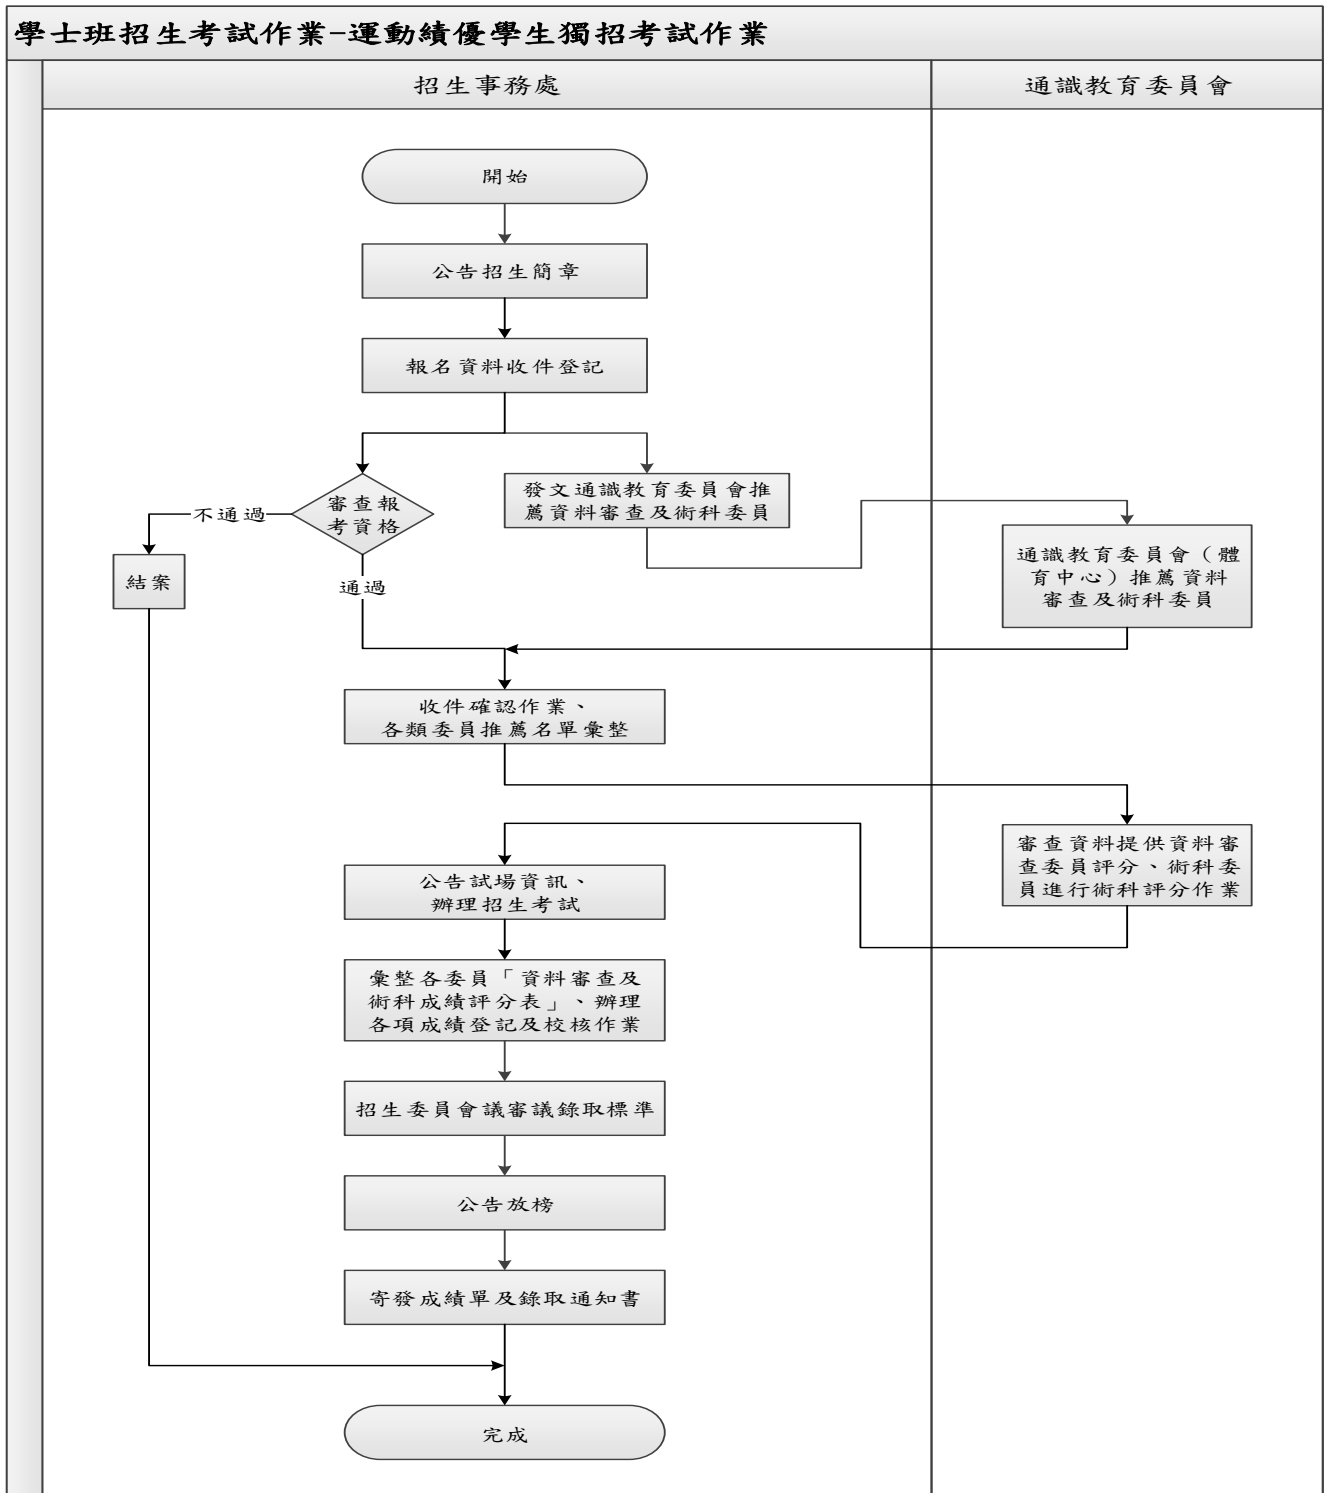 學士班招生考試作業-運動績優學生獨招考試作業
招生事務處
通識教育委員會
開始
公告招生簡章
報名資料收件登記
審查報
考資格
發文通識教育委員會推
薦資料審查及術科委員
不通過
結案
通過
通識教育委員會（體
育中心）推薦資料
審查及術科委員
收件確認作業、
各類委員推薦名單彙整
審查資料提供資料審
查委員評分、術科委
員進行術科評分作業
公告試場資訊、
辦理招生考試
彙整各委員「資料審查及
術科成績評分表」、辦理
各項成績登記及校核作業
招生委員會議審議錄取標準
公告放榜
寄發成績單及錄取通知書
完成